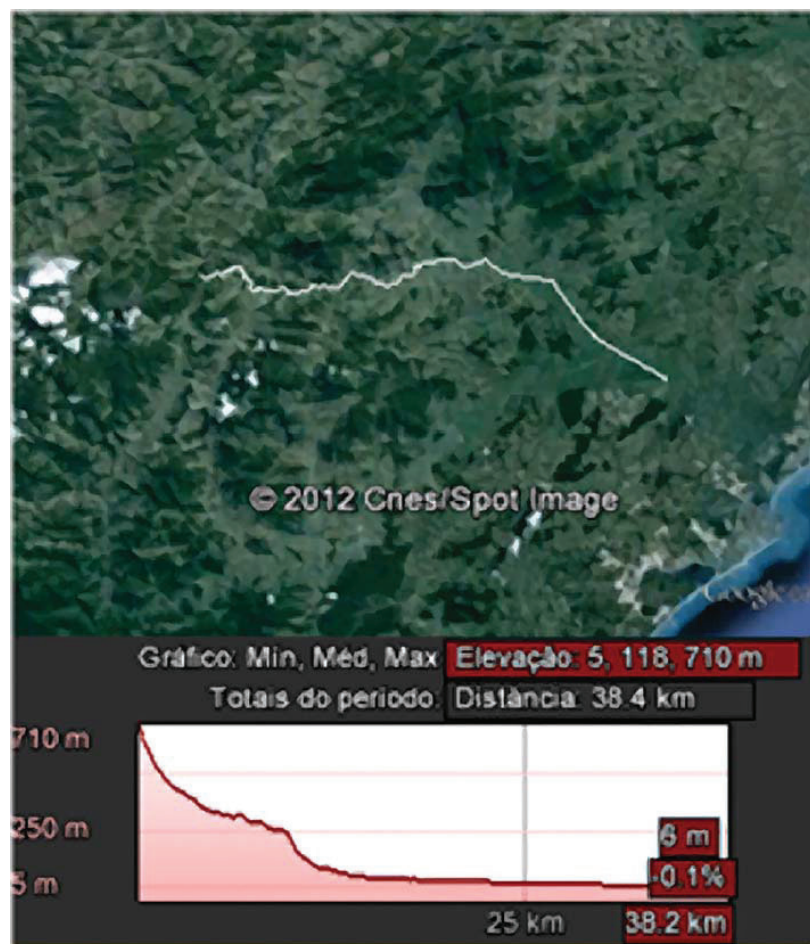 © 2012 Cnes/Spot Image
Google
Gráfico: Min, Méd, Max Elevação: 5, 118, 710 m
Totais do período: Distância: 38.4 km
710 m
250 m
6 m
5 m
-0.1%
25 km
38.2 km